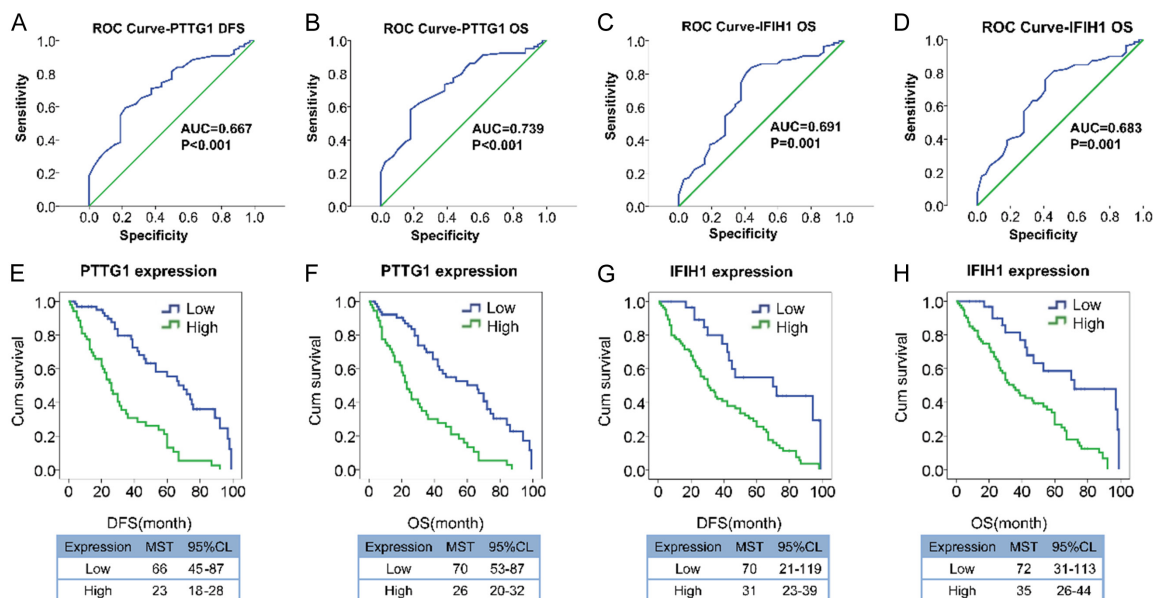 A
ROC Curve-PTTG1 DFS
1.0
0.8
0.6
0.4
0.2
0.0
Sensitivity
AUC=0.667
P<0.001
0.0 0.2 0.4 0.6 0.8 1.0
Specificity
B
ROC Curve-PTTG1 OS
1.0
0.8
0.6
0.4
0.2
0.0
Sensitivity
AUC=0.739
P<0.001
0.0 0.2 0.4 0.6 0.8 1.0
Specificity
C
ROC Curve-IFIH1 OS
1.0
0.8
0.6
0.4
0.2
0.0
Sensitivity
AUC=0.691
P=0.001
0.0 0.2 0.4 0.6 0.8 1.0
Specificity
D
ROC Curve-IFIH1 OS
1.0
0.8
0.6
0.4
0.2
0.0
Sensitivity
AUC=0.683
P=0.001
0.0 0.2 0.4 0.6 0.8 1.0
Specificity
E
PTTG1 expression
1.0
0.8
0.6
0.4
0.2
0.0
Cum survival
Low
High
0 20 40 60 80 100
DFS(month)
Expression MST 95%CL
Low 66 45-87
High 23 18-28
F
PTTG1 expression
1.0
0.8
0.6
0.4
0.2
0.0
Cum survival
Low
High
0 20 40 60 80 100
OS(month)
Expression MST 95%CL
Low 70 53-87
High 26 20-32
G
IFIH1 expression
1.0
0.8
0.6
0.4
0.2
0.0
Cum survival
Low
High
0 20 40 60 80 100
DFS(month)
Expression MST 95%CL
Low 70 21-119
High 31 23-39
H
IFIH1 expression
1.0
0.8
0.6
0.4
0.2
0.0
Cum survival
Low
High
0 20 40 60 80 100
OS(month)
Expression MST 95%CL
Low 72 31-113
High 35 26-44